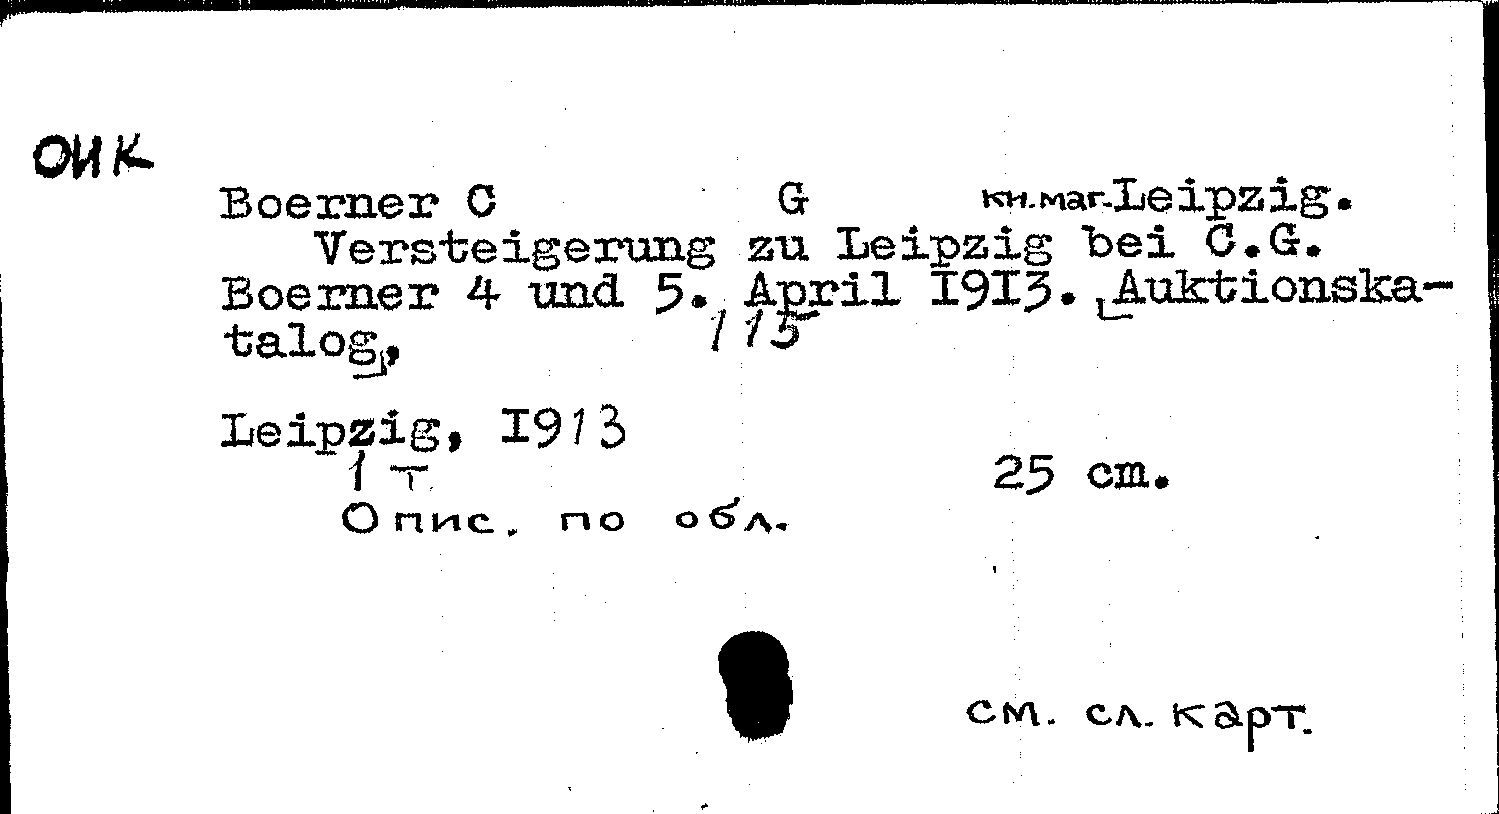 ОИК
Boerner C G кн.маг. Leipzig.
Versteigerung zu Leipzig bei C.G.
Boerner 4 und 5. April I9I3. [Auktionska-
talog], 115
Leipzig, I913
1 т. 25 cm.
Опис. по обл.
см. сл. карт.